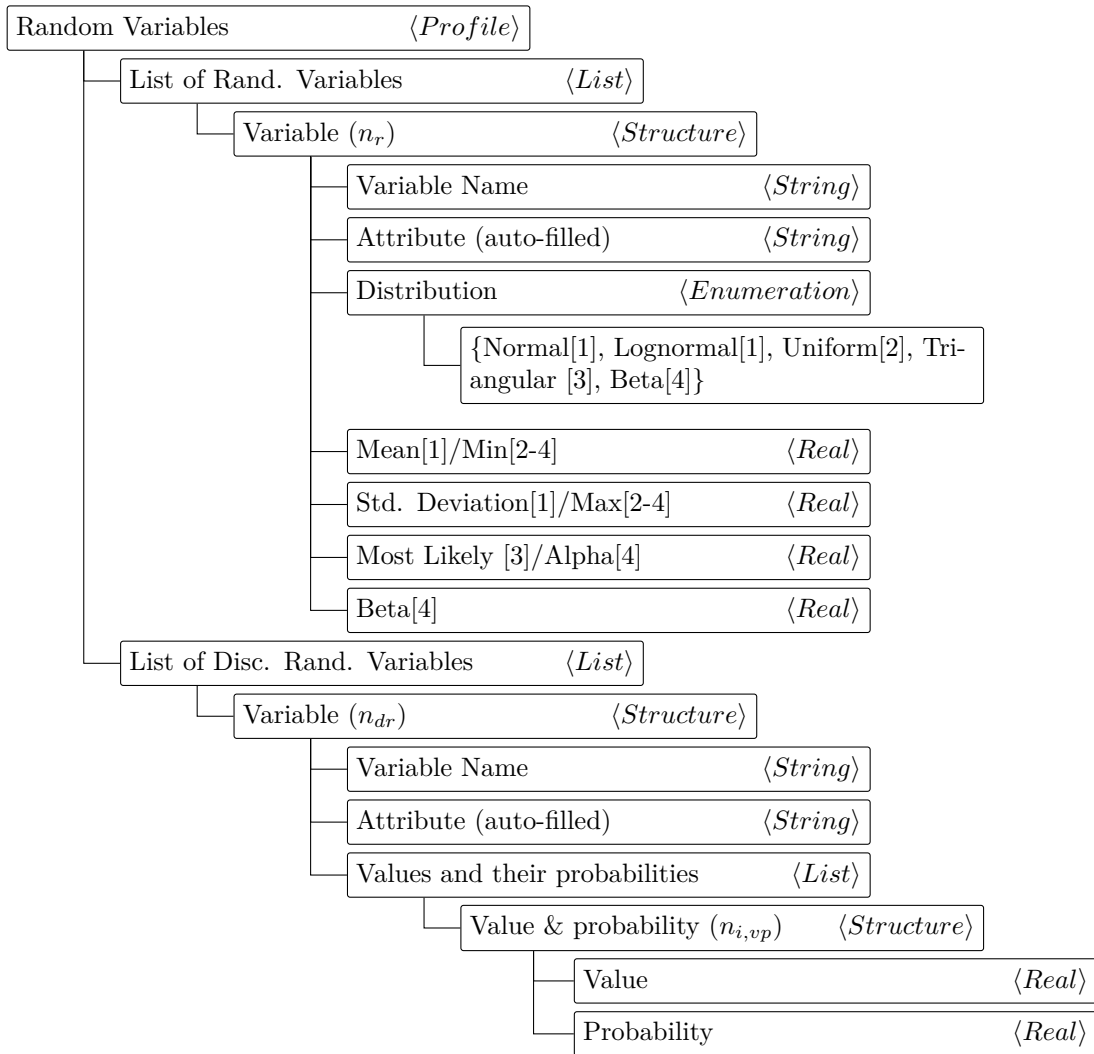 Random Variables ⟨Profile⟩
List of Rand. Variables ⟨List⟩
Variable (n_r) ⟨Structure⟩
Variable Name ⟨String⟩
Attribute (auto-filled) ⟨String⟩
Distribution ⟨Enumeration⟩
{Normal[1], Lognormal[1], Uniform[2], Tri-
angular [3], Beta[4]}
Mean[1]/Min[2-4] ⟨Real⟩
Std. Deviation[1]/Max[2-4] ⟨Real⟩
Most Likely [3]/Alpha[4] ⟨Real⟩
Beta[4] ⟨Real⟩
List of Disc. Rand. Variables ⟨List⟩
Variable (n_{dr}) ⟨Structure⟩
Variable Name ⟨String⟩
Attribute (auto-filled) ⟨String⟩
Values and their probabilities ⟨List⟩
Value & probability (n_{i,vp}) ⟨Structure⟩
Value ⟨Real⟩
Probability ⟨Real⟩